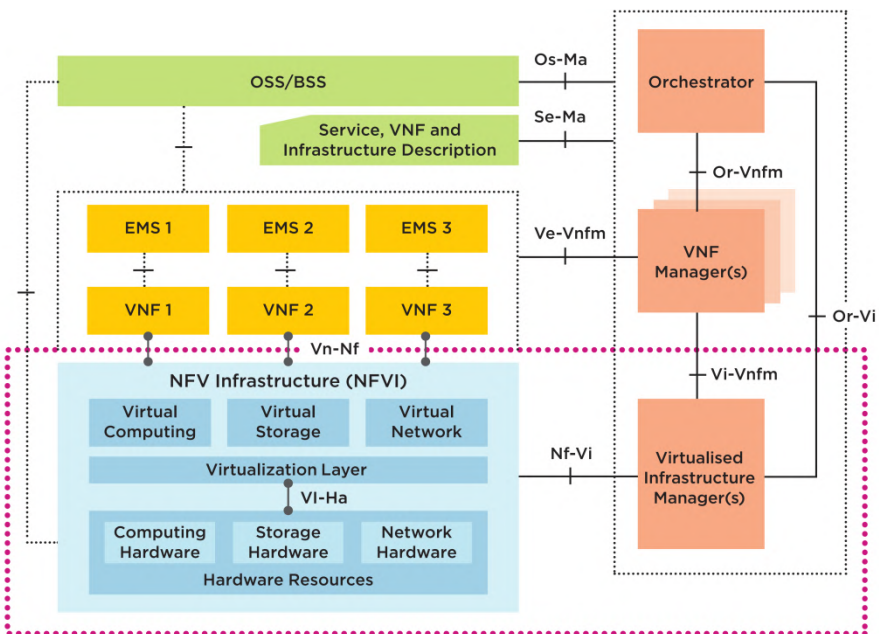 Os-Ma
OSS/BSS
Orchestrator
Se-Ma
Service, VNF and
Infrastructure Description
Or-Vnfm
EMS 1
EMS 2
EMS 3
Ve-Vnfm
VNF
Manager(s)
VNF 1
VNF 2
VNF 3
Or-Vi
Vn-Nf
NFV Infrastructure (NFVI)
Vi-Vnfm
Virtual
Computing
Virtual
Storage
Virtual
Network
Nf-Vi
Virtualised
Infrastructure
Manager(s)
Virtualization Layer
VI-Ha
Computing
Hardware
Storage
Hardware
Network
Hardware
Hardware Resources